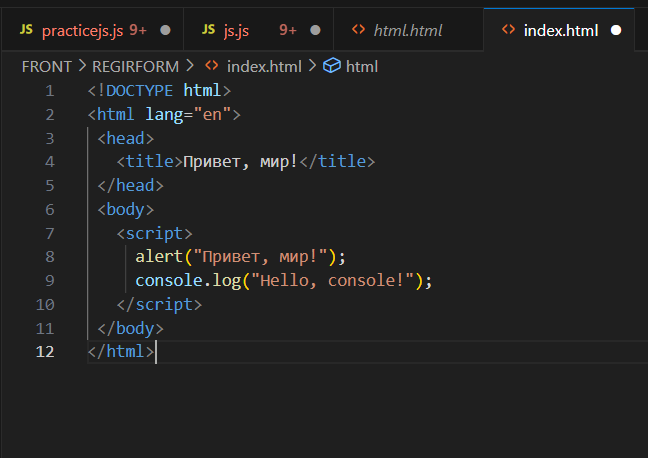 JS practicejs.js 9+ JS js.js 9+ <> html.html <> index.html
FRONT > REGIRFORM > <> index.html > html
1 <!DOCTYPE html>
2 <html lang="en">
3 <head>
4 <title>Привет, мир!</title>
5 </head>
6 <body>
7 <script>
8 alert("Привет, мир!");
9 console.log("Hello, console!");
10 </script>
11 </body>
12 </html>